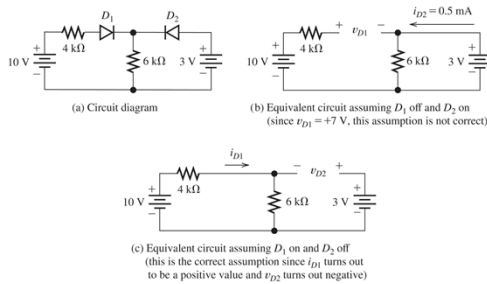 D1
D2
4 kΩ
10 V
+
−
6 kΩ
3 V
+
−
(a) Circuit diagram
iD2 = 0.5 mA
+ vD1 −
4 kΩ
10 V
+
−
6 kΩ
3 V
+
−
(b) Equivalent circuit assuming D1 off and D2 on
(since vD1 = +7 V, this assumption is not correct)
iD1
4 kΩ
− vD2 +
10 V
+
−
6 kΩ
3 V
+
−
(c) Equivalent circuit assuming D1 on and D2 off
(this is the correct assumption since iD1 turns out
to be a positive value and vD2 turns out negative)